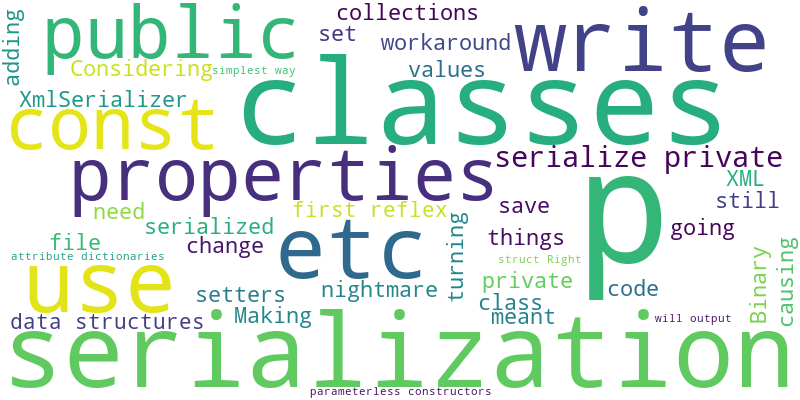 adding
public
collections
set
workaround
write
Considering
simplest way
values
XmlSerializer
const
classes
properties
serialize private
p
XML
still
need
first reflex
save
serialized
etc
turning
things
going
file
change
attribute dictionaries
struct Right
use
setters
nightmare
private
code
Binary
causing
class
data structures
Making
meant
will output
serialization
parameterless constructors